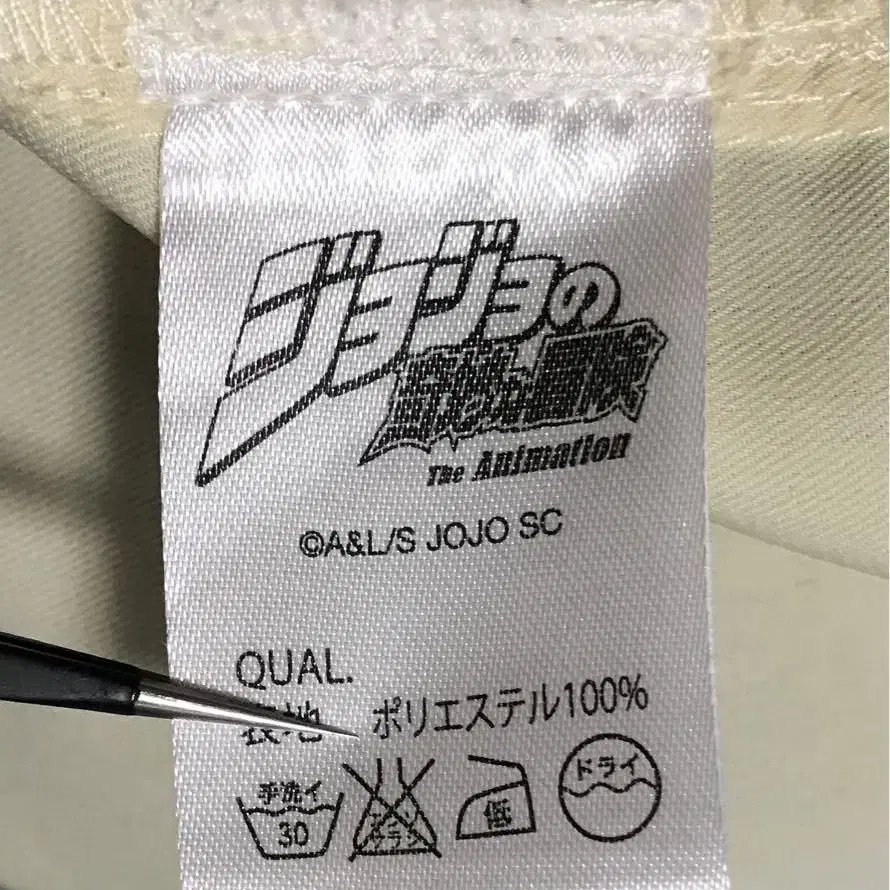 ジョジョの
奇妙な冒険
The Animation
©A&L/S JOJO SC
QUAL.
表地 ポリエステル100%
手洗イ
30
エンソ
サラシ
低
ドライ